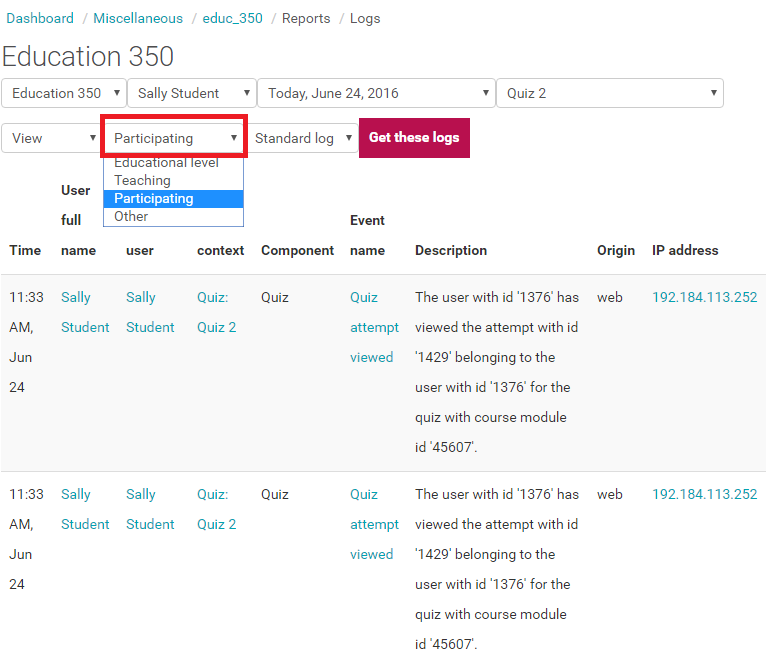 Dashboard / Miscellaneous / educ_350 / Reports / Logs
Education 350
Education 350 Sally Student Today, June 24, 2016 Quiz 2
View Participating Standard log Get these logs
Educational level
Teaching
Participating
Other
User
full Event
Time name user context Component name Description Origin IP address
11:33 Sally Sally Quiz: Quiz Quiz The user with id '1376' has web 192.184.113.252
AM, Student Student Quiz 2 attempt viewed the attempt with id
Jun viewed '1429' belonging to the
24 user with id '1376' for the
quiz with course module
id '45607'.
11:33 Sally Sally Quiz: Quiz Quiz The user with id '1376' has web 192.184.113.252
AM, Student Student Quiz 2 attempt viewed the attempt with id
Jun viewed '1429' belonging to the
24 user with id '1376' for the
quiz with course module
id '45607'.